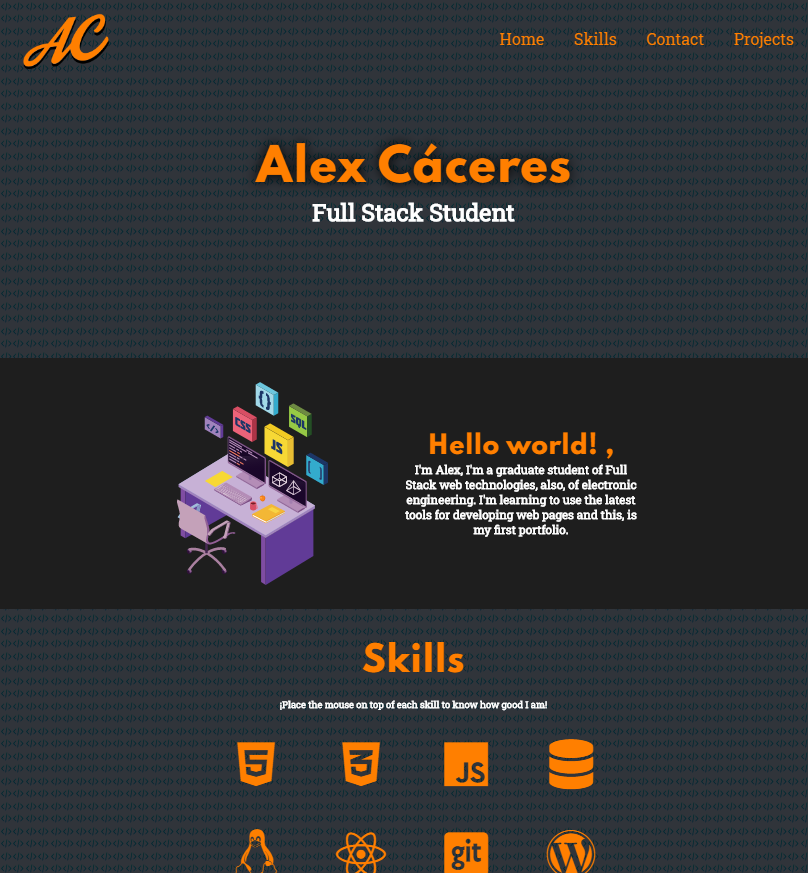 AC
Home Skills Contact Projects
Alex Cáceres
Full Stack Student
{}
SQL
CSS
</>
JS
[ ]
Hello world! ,
I'm Alex, I'm a graduate student of Full
Stack web technologies, also, of electronic
engineering. I'm learning to use the latest
tools for developing web pages and this, is
my first portfolio.
Skills
¡Place the mouse on top of each skill to know how good I am!
5 3 JS
git W